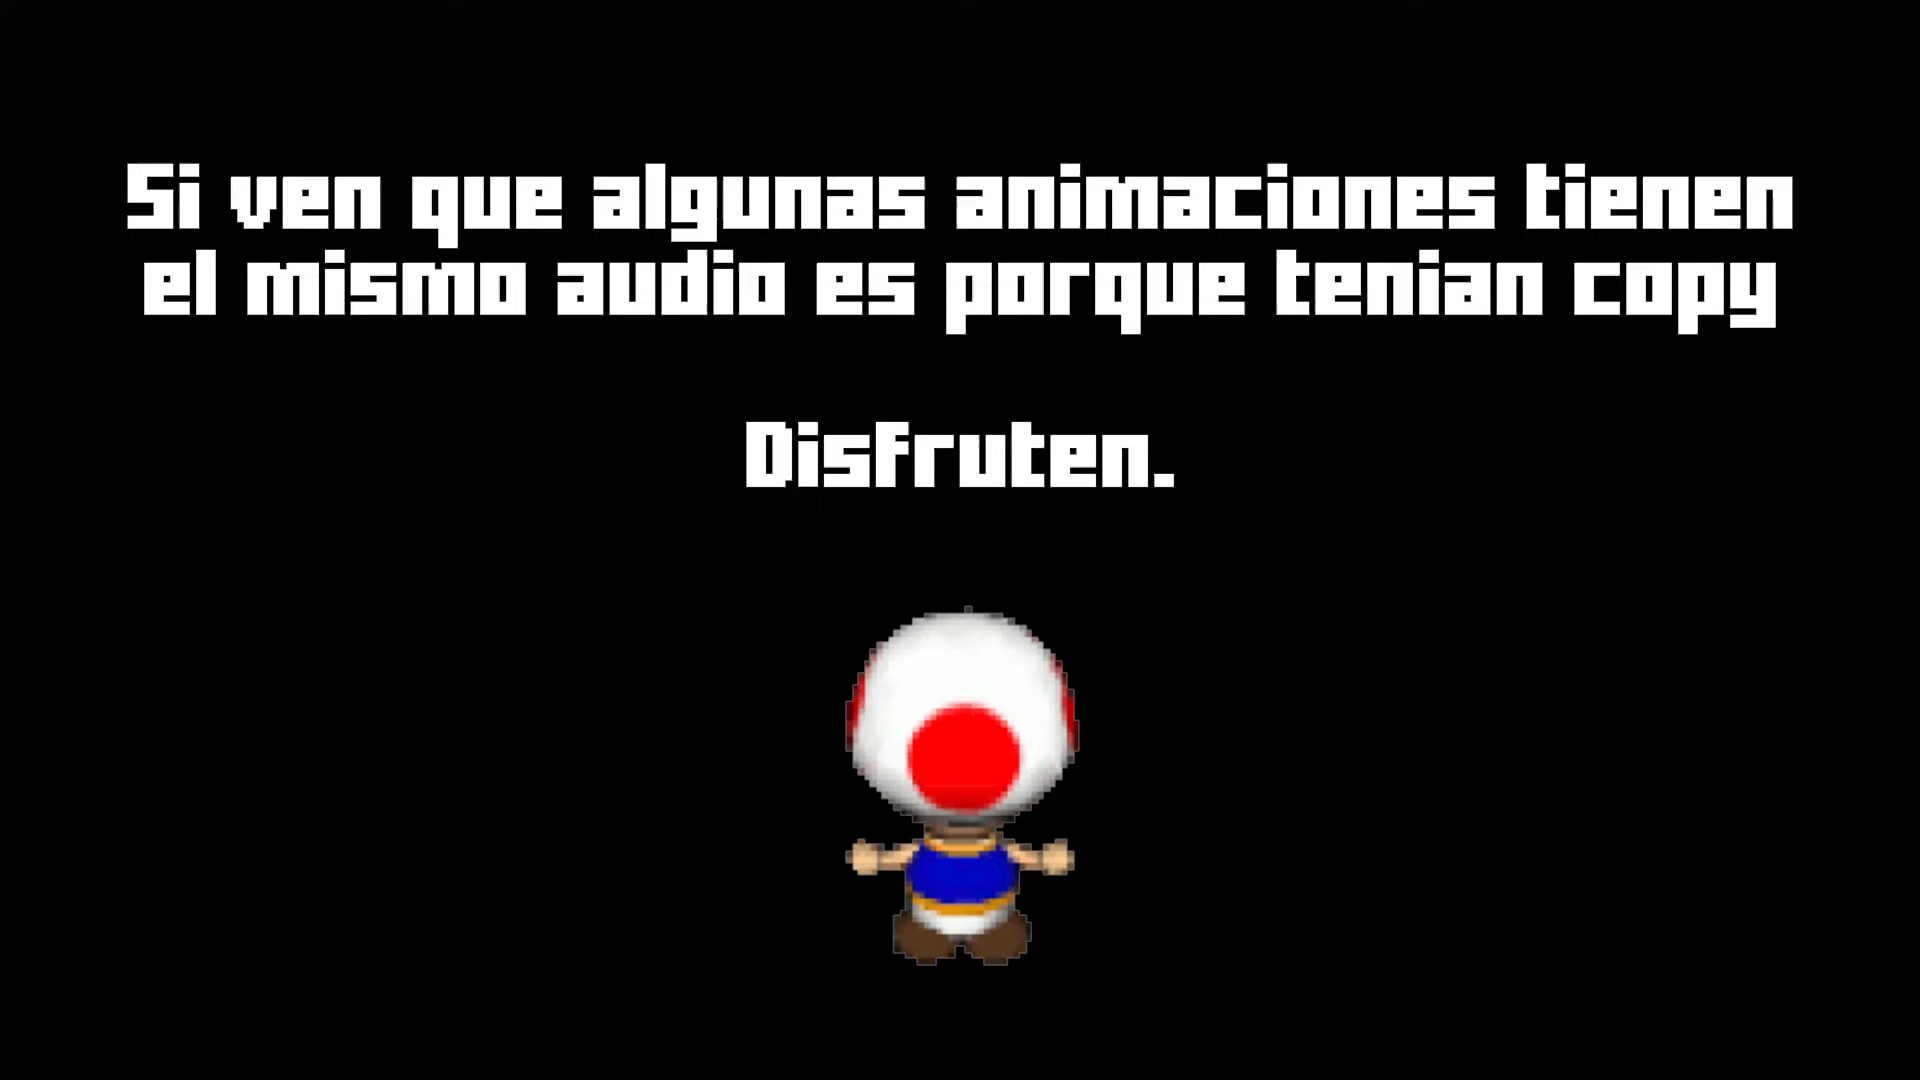 Si ven que algunas animaciones tienen
el mismo audio es porque tenian copy
Disfruten.